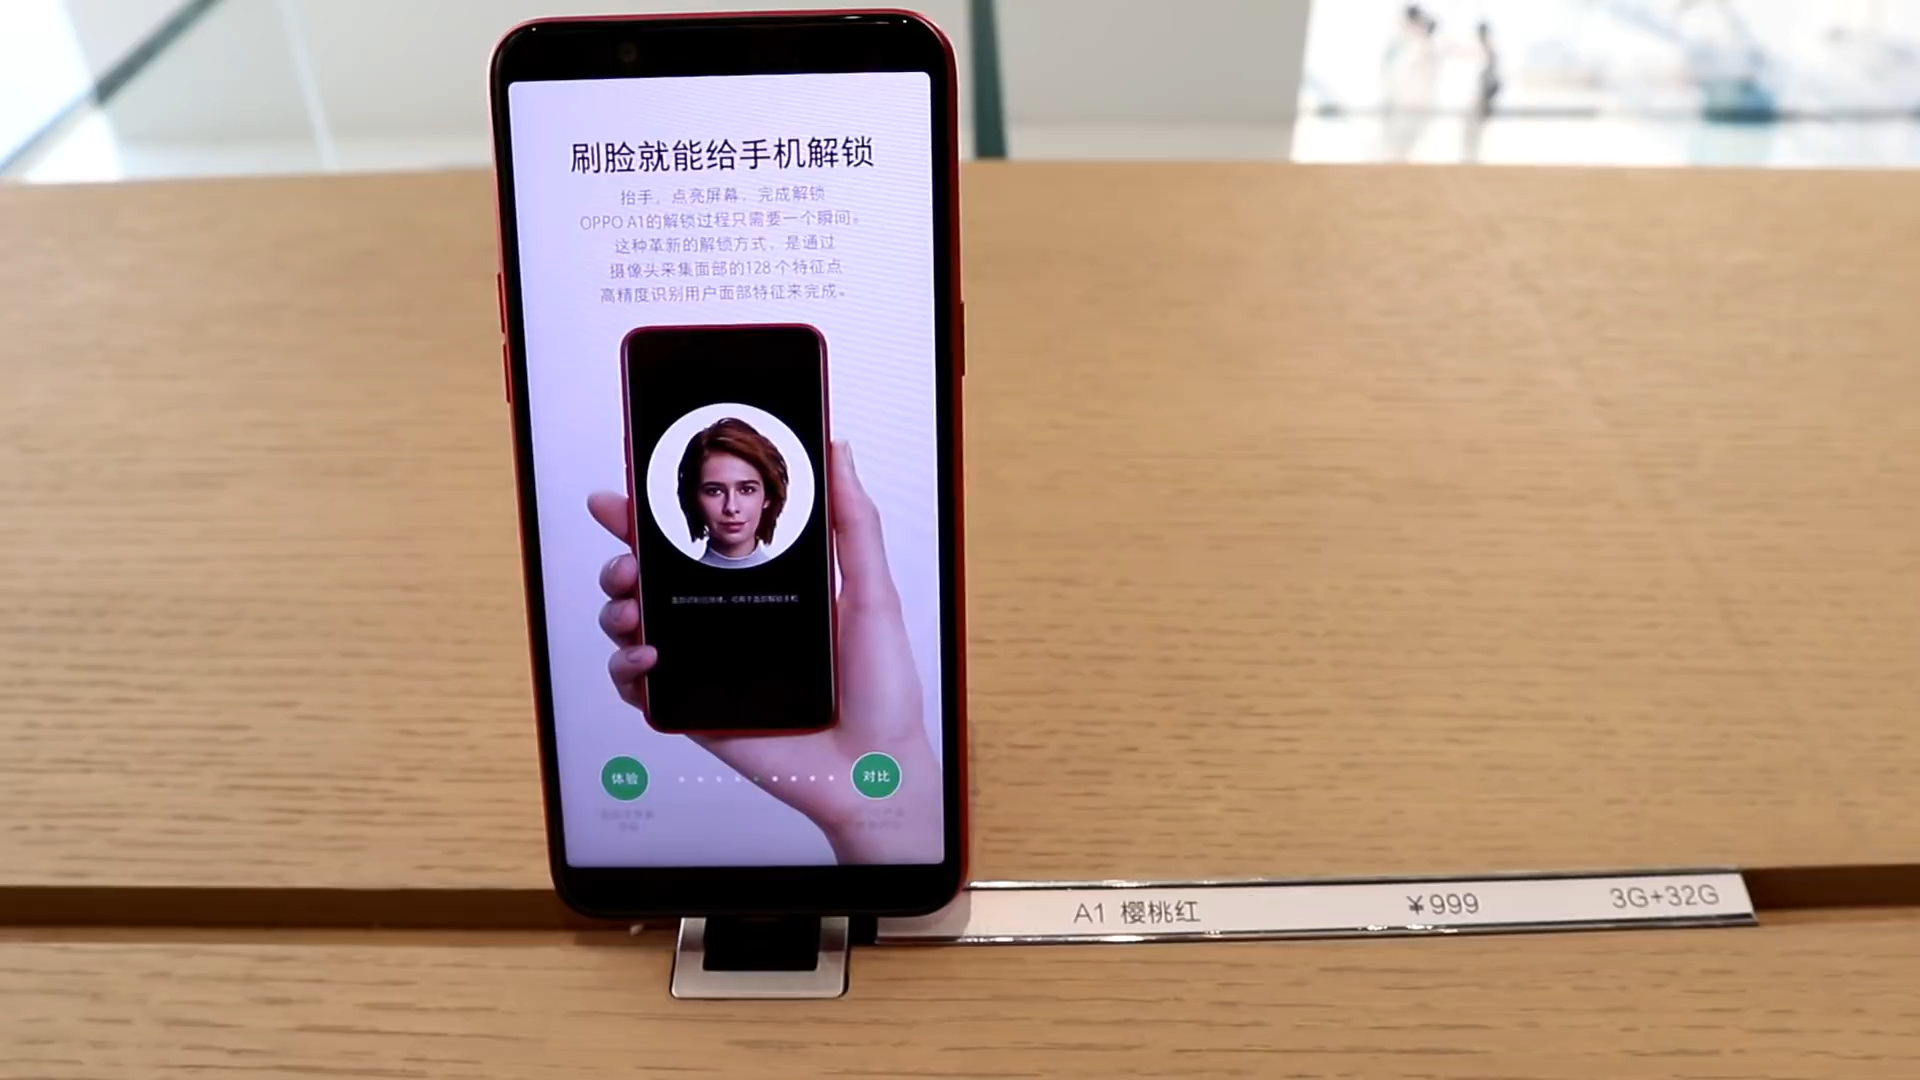 刷脸就能给手机解锁
抬手，点亮屏幕，完成解锁
OPPO A1的解锁过程只需要一个瞬间。
这种革新的解锁方式，是通过
摄像头采集面部的128个特征点
高精度识别用户面部特征来完成。
体验
对比
A1 樱桃红 ￥999 3G+32G